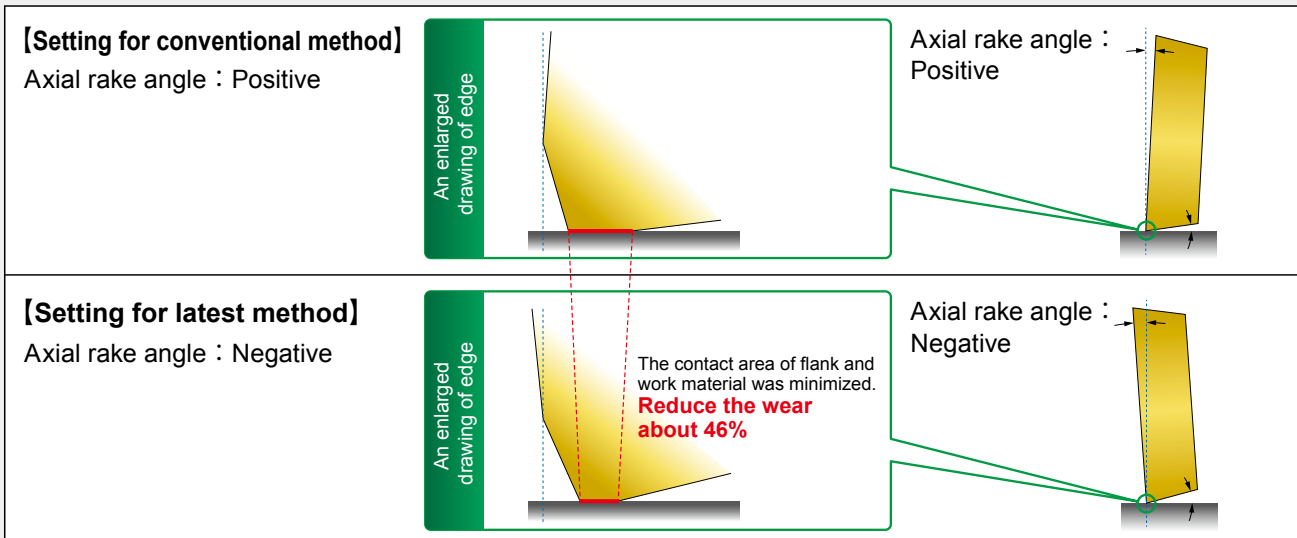 【Setting for conventional method】
Axial rake angle：Positive
An enlarged
drawing of edge
Axial rake angle：
Positive
【Setting for latest method】
Axial rake angle：Negative
An enlarged
drawing of edge
The contact area of flank and
work material was minimized.
Reduce the wear
about 46%
Axial rake angle：
Negative